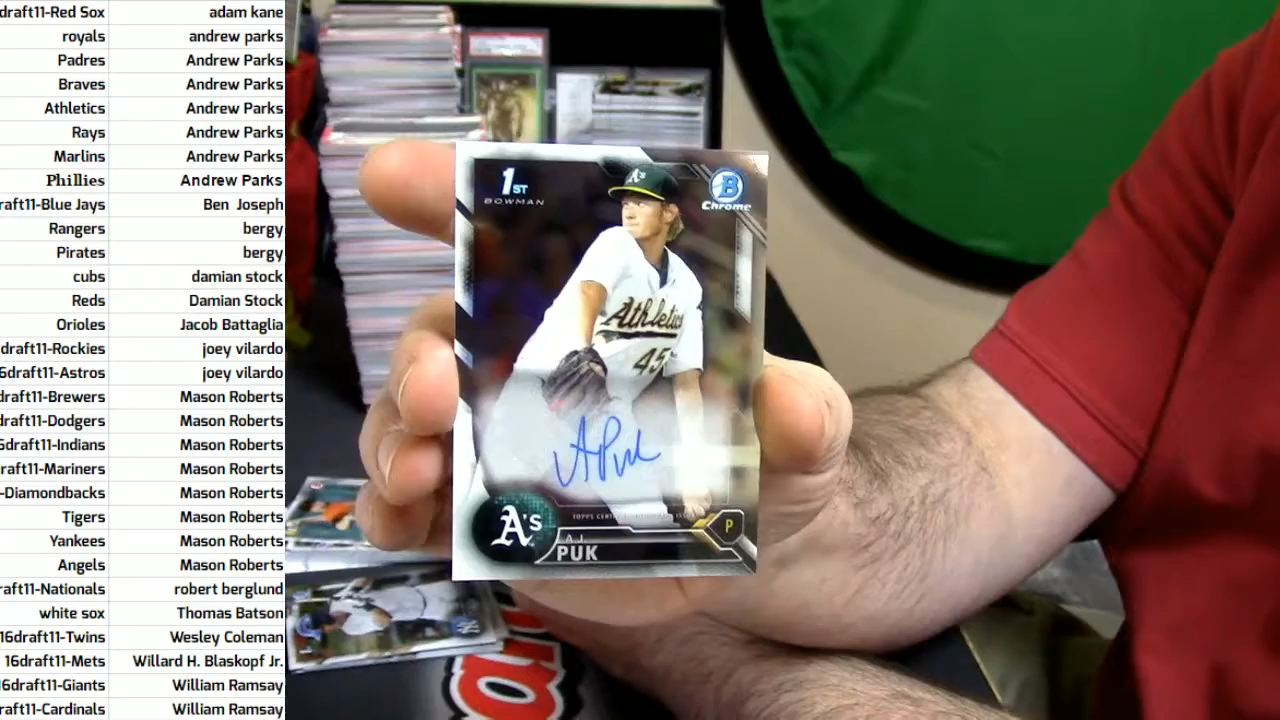 draft11-Red Sox adam kane
royals andrew parks
Padres Andrew Parks
Braves Andrew Parks
Athletics Andrew Parks
Rays Andrew Parks
Marlins Andrew Parks
Phillies Andrew Parks
raft11-Blue Jays Ben Joseph
Rangers bergy
Pirates bergy
cubs damian stock
Reds Damian Stock
Orioles Jacob Battaglia
draft11-Rockies joey vilardo
6draft11-Astros joey vilardo
draft11-Brewers Mason Roberts
draft11-Dodgers Mason Roberts
6draft11-Indians Mason Roberts
raft11-Mariners Mason Roberts
-Diamondbacks Mason Roberts
Tigers Mason Roberts
Yankees Mason Roberts
Angels Mason Roberts
raft11-Nationals robert berglund
white sox Thomas Batson
16draft11-Twins Wesley Coleman
16draft11-Mets Willard H. Blaskopf Jr.
6draft11-Giants William Ramsay
raft11-Cardinals William Ramsay
1ST
BOWMAN
A's
B
Chrome
Athletics
45
A Puk
TOPPS
A's
P
A.J.
PUK